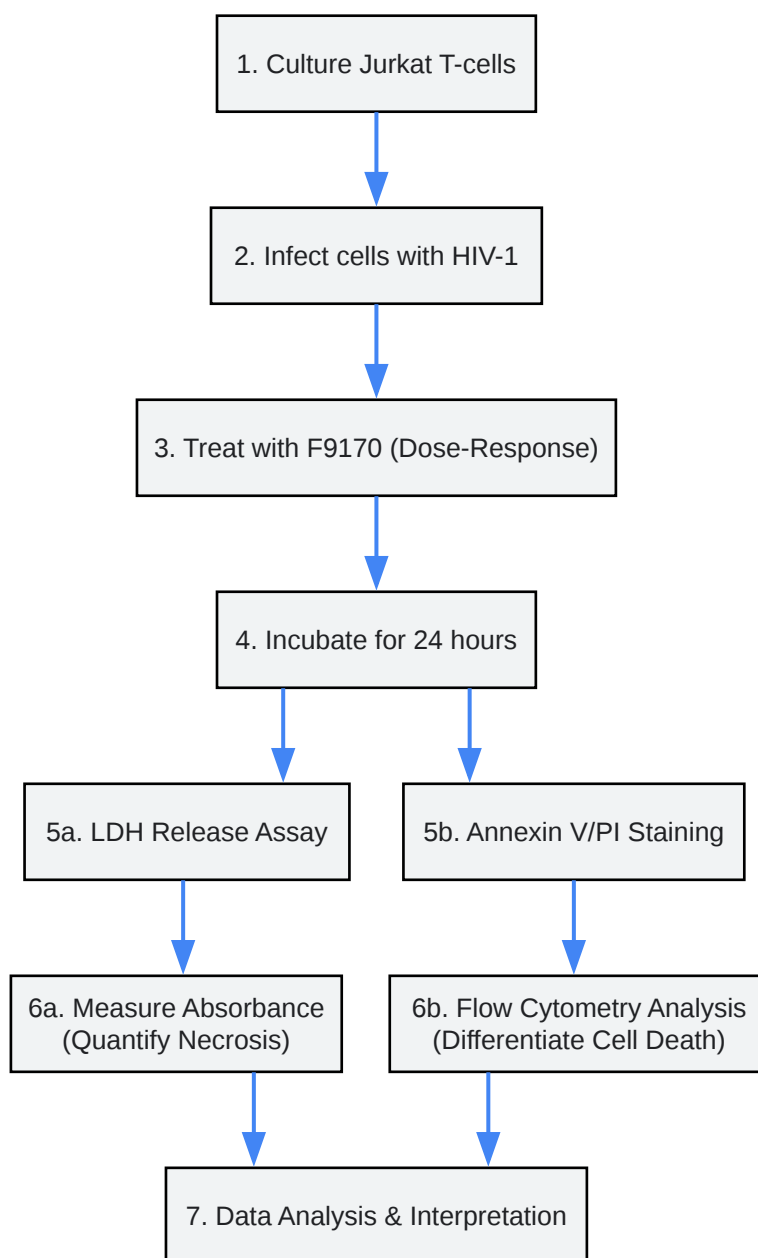 1. Culture Jurkat T-cells
2. Infect cells with HIV-1
3. Treat with F9170 (Dose-Response)
4. Incubate for 24 hours
5a. LDH Release Assay
5b. Annexin V/PI Staining
6a. Measure Absorbance
(Quantify Necrosis)
6b. Flow Cytometry Analysis
(Differentiate Cell Death)
7. Data Analysis & Interpretation